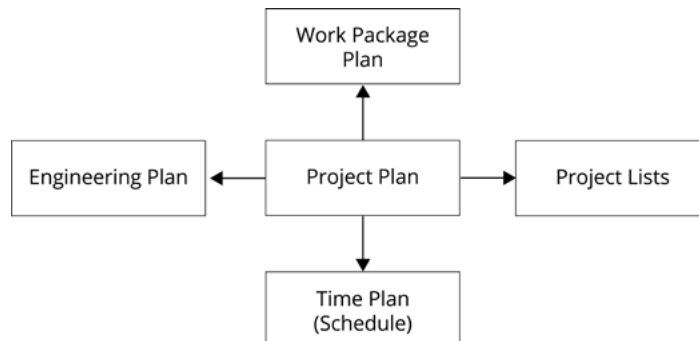 Work Package
Plan
Engineering Plan
Project Plan
Project Lists
Time Plan
(Schedule)